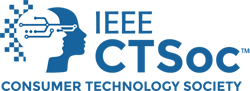 IEEE
CTSoc™
CONSUMER TECHNOLOGY SOCIETY